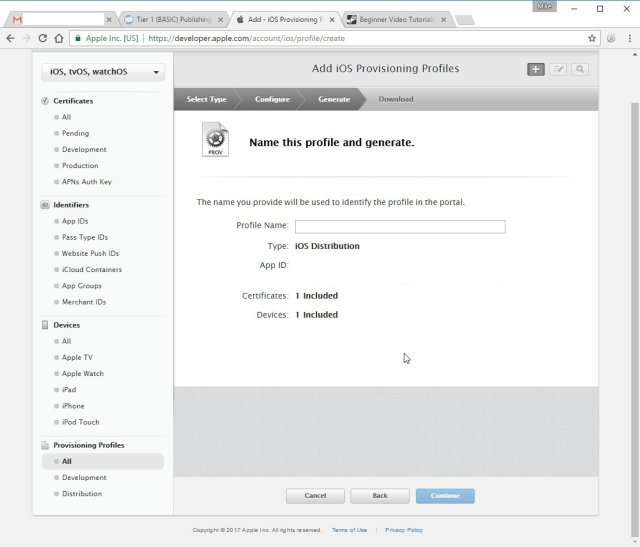 Mike
Tier 1 (BASIC) Publishing
Add - iOS Provisioning P
Beginner Video Tutorials
Apple Inc. [US]
https://developer.apple.com/account/ios/profile/create
iOS, tvOS, watchOS
Add iOS Provisioning Profiles
Select Type
Configure
Generate
Download
Certificates
All
Pending
Development
Production
APNs Auth Key
Identifiers
App IDs
Pass Type IDs
Website Push IDs
iCloud Containers
App Groups
Merchant IDs
Devices
All
Apple TV
Apple Watch
iPad
iPhone
iPod Touch
Provisioning Profiles
All
Development
Distribution
PROV
Name this profile and generate.
The name you provide will be used to identify the profile in the portal.
Profile Name:
Type: iOS Distribution
App ID:
Certificates: 1 Included
Devices: 1 Included
Cancel
Back
Continue
Copyright © 2017 Apple Inc. All rights reserved. Terms of Use Privacy Policy